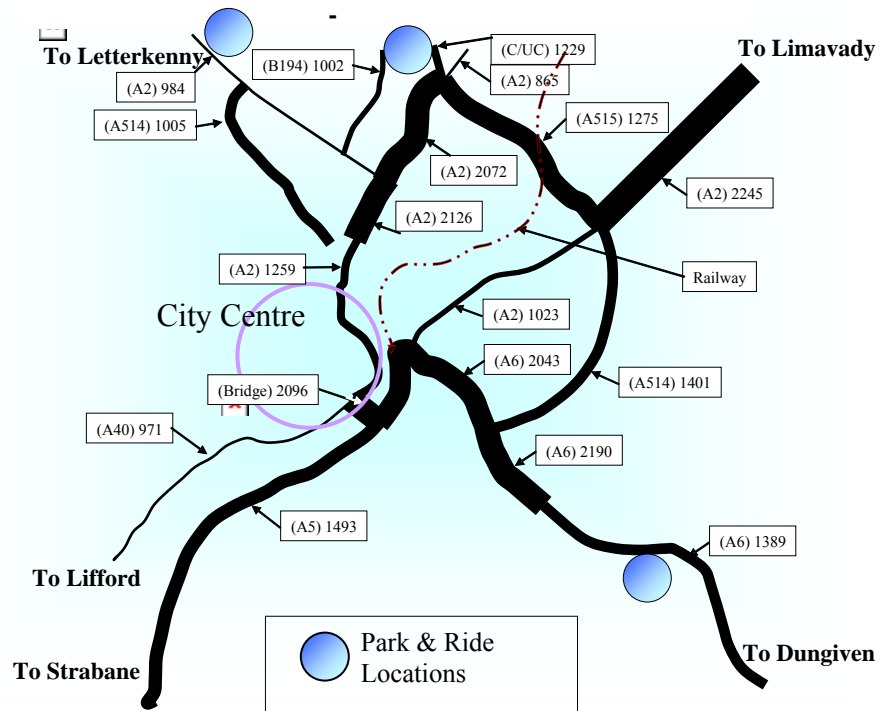 -
To Letterkenny
(B194) 1002
(C/UC) 1229
To Limavady
(A2) 984
(A2) 865
(A514) 1005
(A515) 1275
(A2) 2072
(A2) 2245
(A2) 2126
(A2) 1259
Railway
City Centre
(A2) 1023
(A6) 2043
(Bridge) 2096
(A514) 1401
(A40) 971
(A6) 2190
(A5) 1493
(A6) 1389
To Lifford
To Strabane
To Dungiven
Park & Ride
Locations